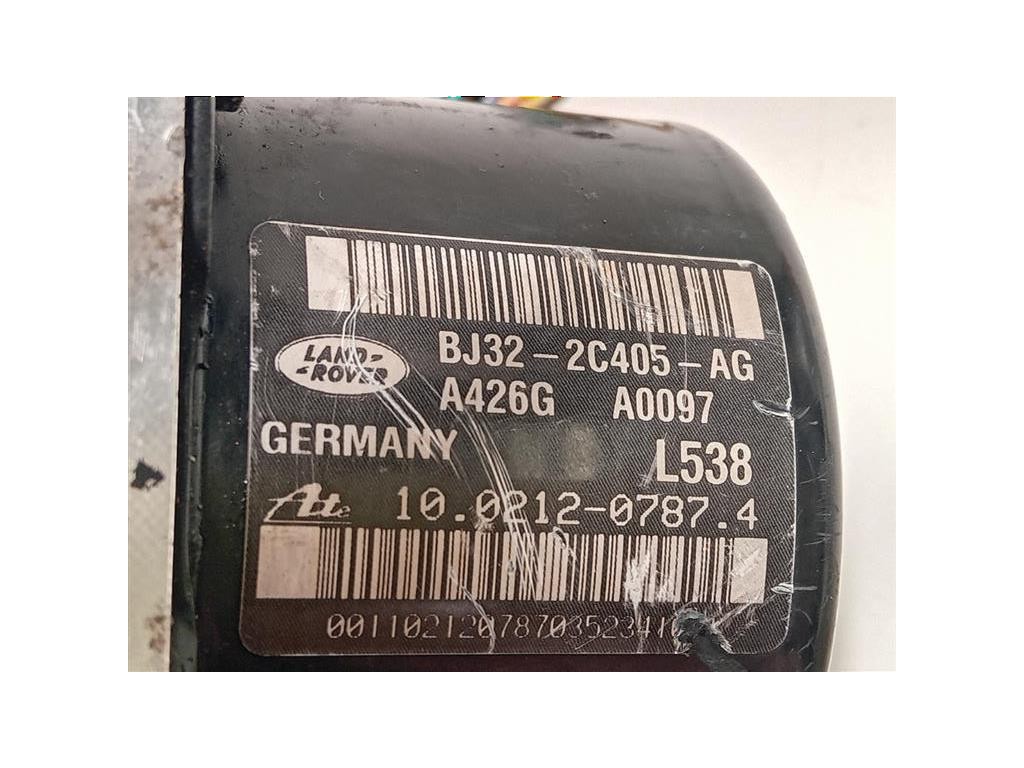 LAND-
-ROVER
BJ32-2C405-AG
A426G A0097
GERMANY
L538
Ate 10.0212-0787.4